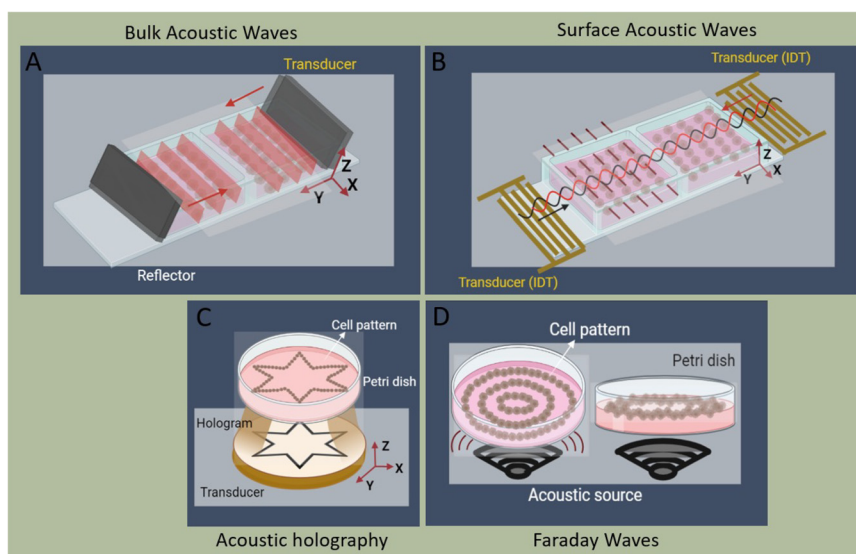 Bulk Acoustic Waves
Surface Acoustic Waves
A
Transducer
Z
Y
X
Reflector
B
Transducer (IDT)
Z
Y
X
Transducer (IDT)
C
Cell pattern
Petri dish
Hologram
Z
X
Y
Transducer
D
Cell pattern
Petri dish
Acoustic source
Acoustic holography
Faraday Waves